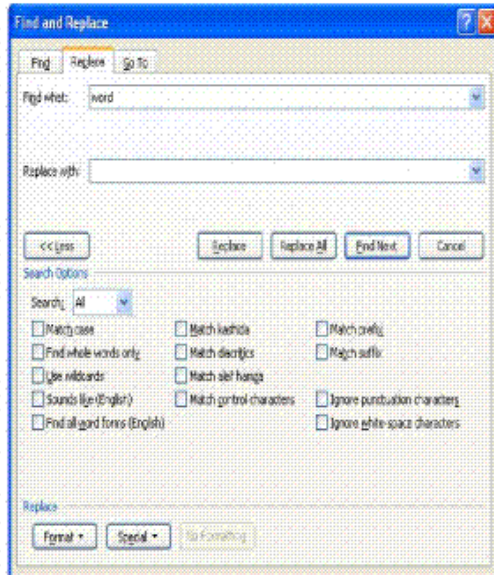 Find and Replace
Find Replace Go To
Find what: word
Replace with:
<< Less Replace Replace All Find Next Cancel
Search Options
Search: All
Match case Match kashida Match prefix
Find whole words only Match diacritics Match suffix
Use wildcards Match alef hamza
Sounds like (English) Match control characters Ignore punctuation characters
Find all word forms (English) Ignore white-space characters
Replace
Format Special No Formatting